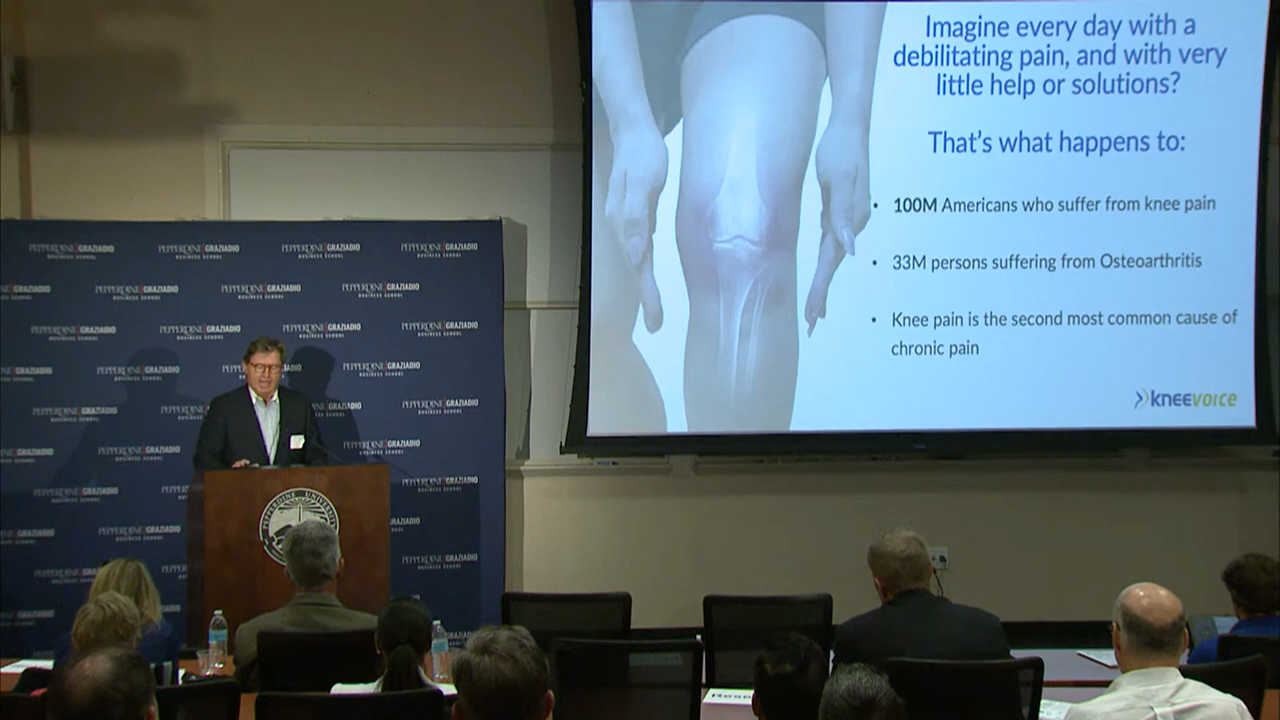 Imagine every day with a
debilitating pain, and with very
little help or solutions?
That's what happens to:
• 100M Americans who suffer from knee pain
• 33M persons suffering from Osteoarthritis
• Knee pain is the second most common cause of
chronic pain
kneevoice
PEPPERDINE GRAZIADIO
BUSINESS SCHOOL
PEPPERDINE UNIVERSITY